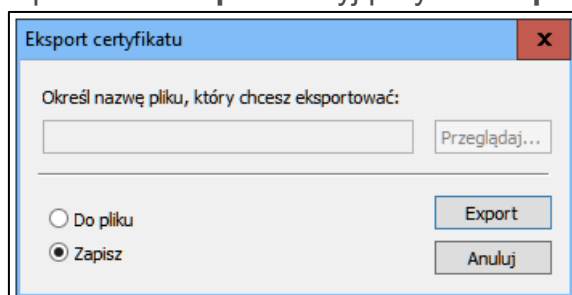 Eksport certyfikatu
x
Określ nazwę pliku, który chcesz eksportować:
Przeglądaj...
Do pliku
Export
Zapisz
Anuluj